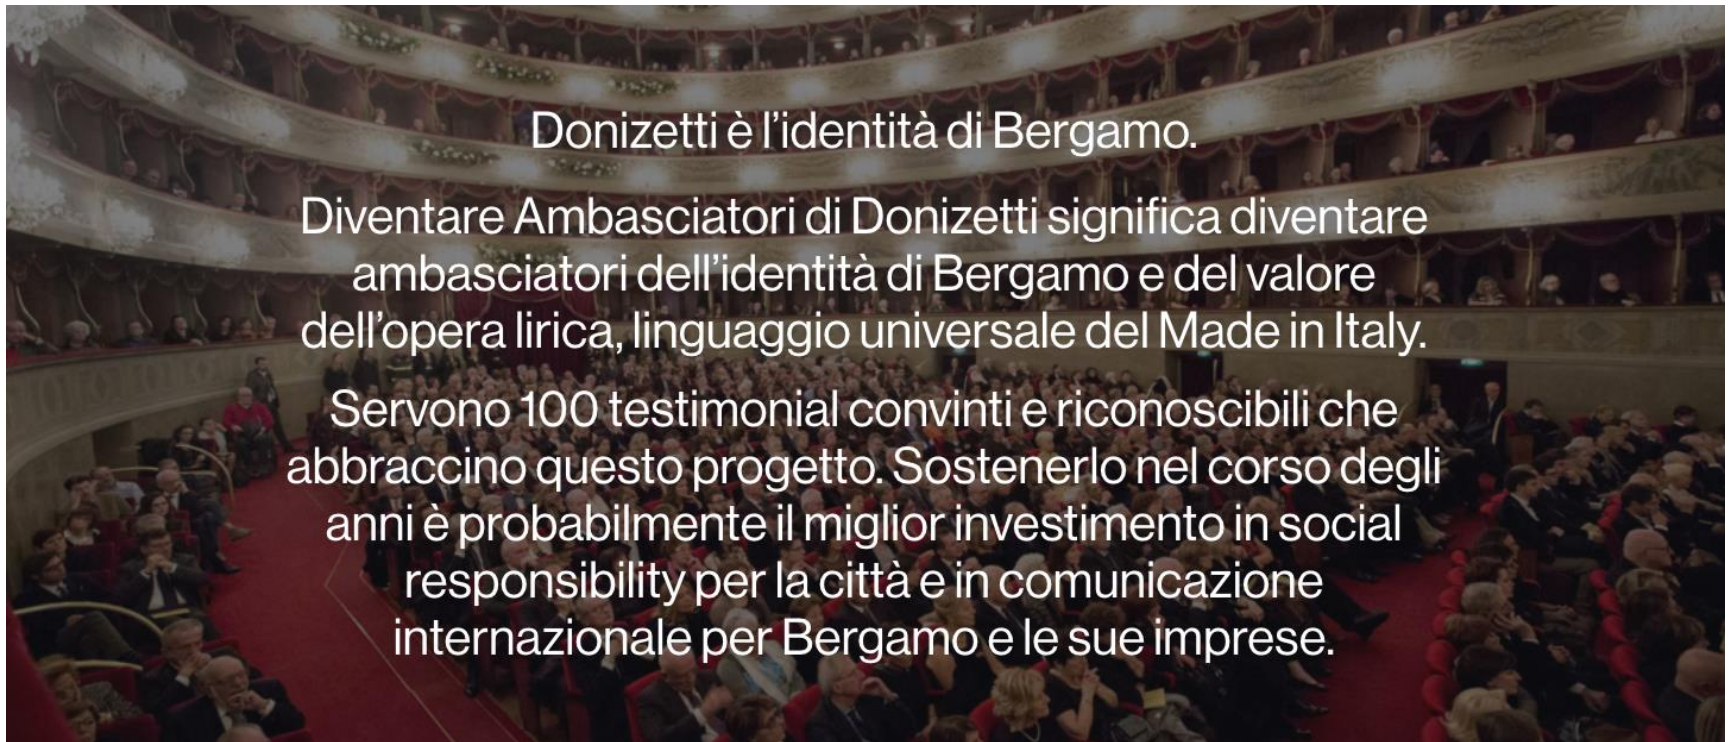 Donizetti è l’identità di Bergamo.
Diventare Ambasciatori di Donizetti significa diventare
ambasciatori dell’identità di Bergamo e del valore
dell’opera lirica, linguaggio universale del Made in Italy.
Servono 100 testimonial convinti e riconoscibili che
abbraccino questo progetto. Sostenerlo nel corso degli
anni è probabilmente il miglior investimento in social
responsibility per la città e in comunicazione
internazionale per Bergamo e le sue imprese.